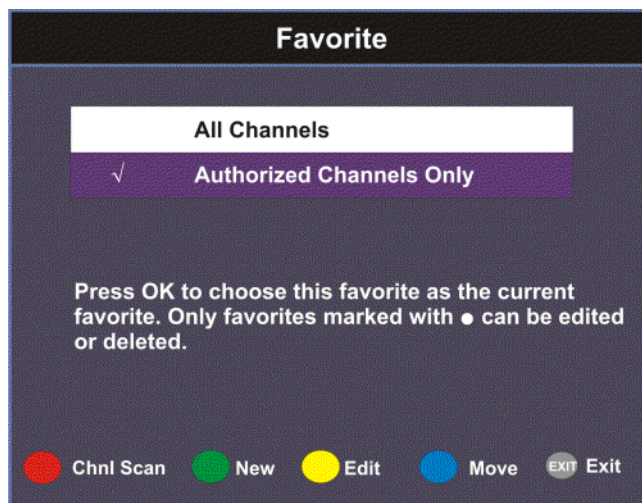 Favorite
All Channels
√ Authorized Channels Only
Press OK to choose this favorite as the current
favorite. Only favorites marked with ● can be edited
or deleted.
Chnl Scan New Edit Move EXIT Exit